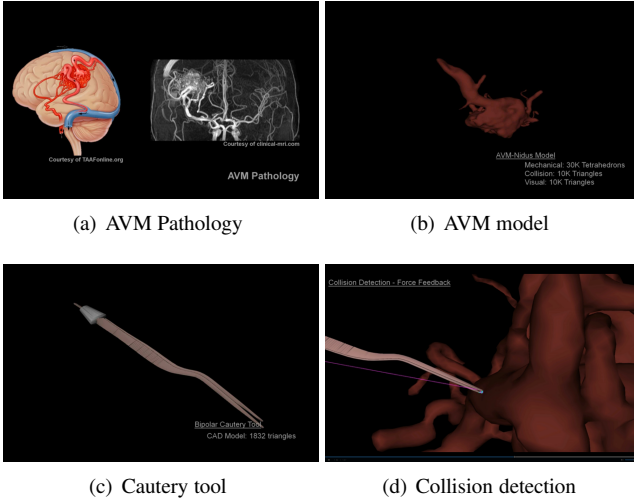 Courtesy of TAAFonline.org
Courtesy of clinical-mri.com
AVM Pathology
AVM-Nidus Model
Mechanical: 30K Tetrahedrons
Collision: 10K Triangles
Visual: 10K Triangles
(a) AVM Pathology
(b) AVM model
Bipolar Cautery Tool
CAD Model: 1832 triangles
Collision Detection - Force Feedback
(c) Cautery tool
(d) Collision detection